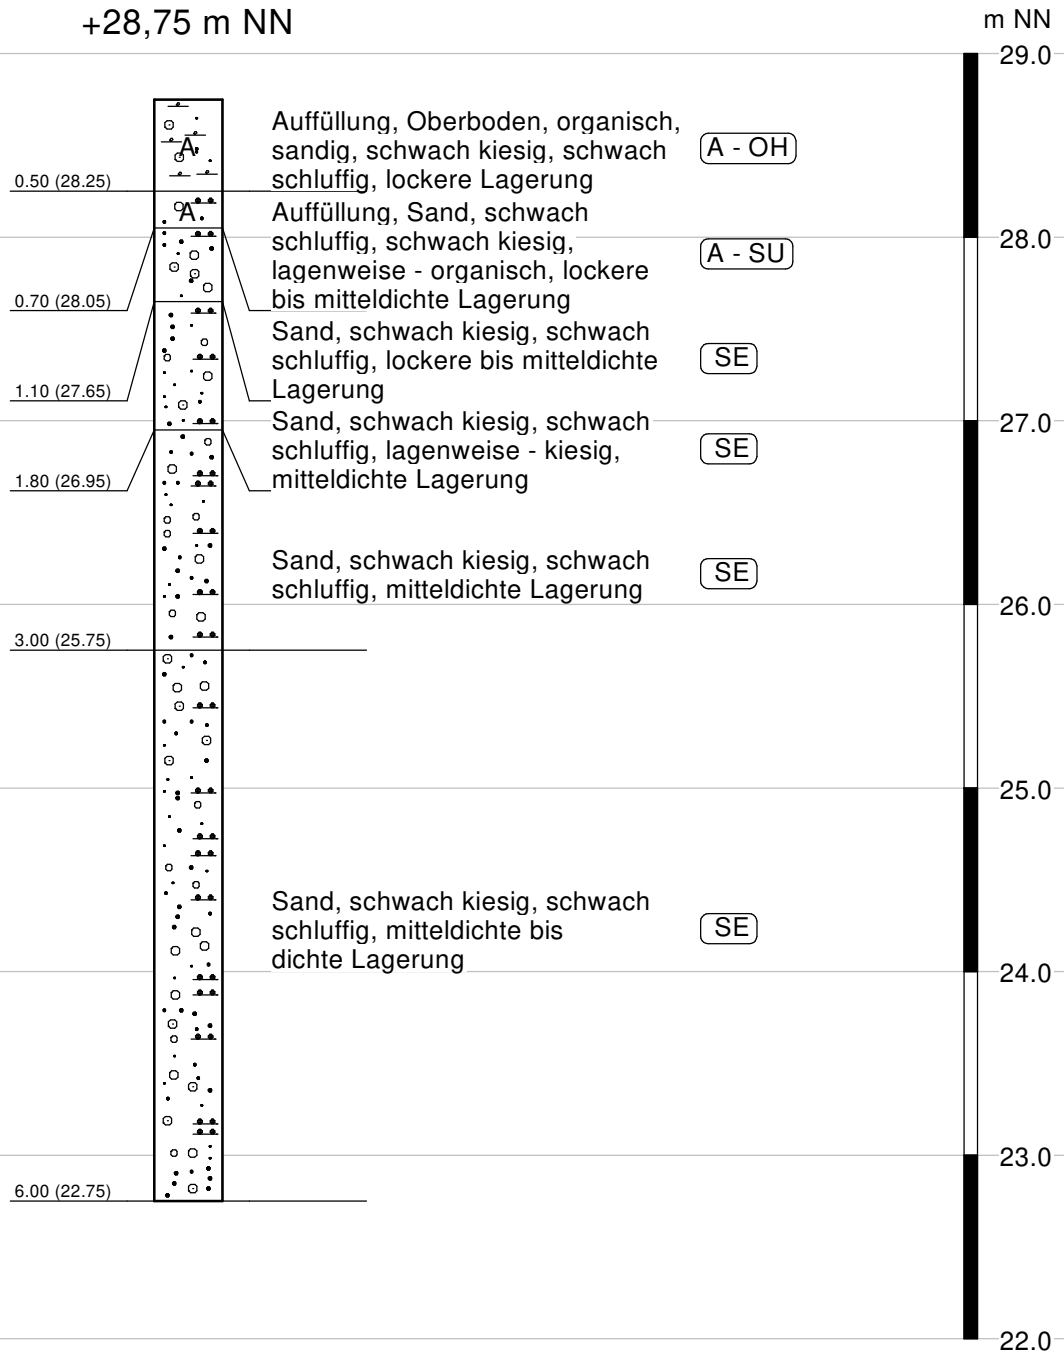 +28,75 m NN
m NN
29.0
Auffüllung, Oberboden, organisch,
sandig, schwach kiesig, schwach
schluffig, lockere Lagerung
A - OH
A
0.50 (28.25)
Auffüllung, Sand, schwach
schluffig, schwach kiesig,
lagenweise - organisch, lockere
bis mitteldichte Lagerung
A - SU
A
28.0
0.70 (28.05)
Sand, schwach kiesig, schwach
schluffig, lockere bis mitteldichte
Lagerung
SE
1.10 (27.65)
Sand, schwach kiesig, schwach
schluffig, lagenweise - kiesig,
mitteldichte Lagerung
SE
27.0
1.80 (26.95)
Sand, schwach kiesig, schwach
schluffig, mitteldichte Lagerung
SE
26.0
3.00 (25.75)
25.0
Sand, schwach kiesig, schwach
schluffig, mitteldichte bis
dichte Lagerung
SE
24.0
23.0
6.00 (22.75)
22.0